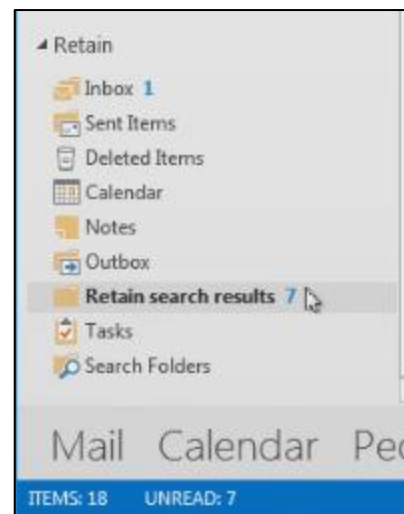 Retain
Inbox 1
Sent Items
Deleted Items
Calendar
Notes
Outbox
Retain search results 7
Tasks
Search Folders
Mail Calendar Peo
ITEMS: 18 UNREAD: 7